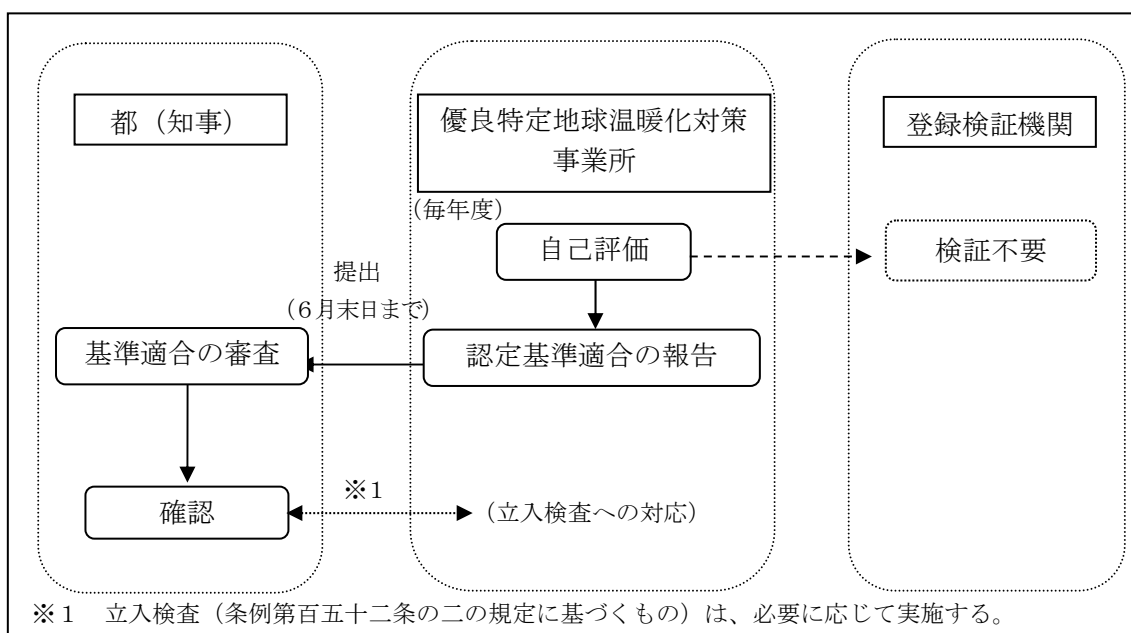 都（知事）
優良特定地球温暖化対策
事業所
登録検証機関
（毎年度）
自己評価
検証不要
提出
（６月末日まで）
基準適合の審査
認定基準適合の報告
確認
※１
（立入検査への対応）
※１　立入検査（条例第百五十二条の二の規定に基づくもの）は、必要に応じて実施する。